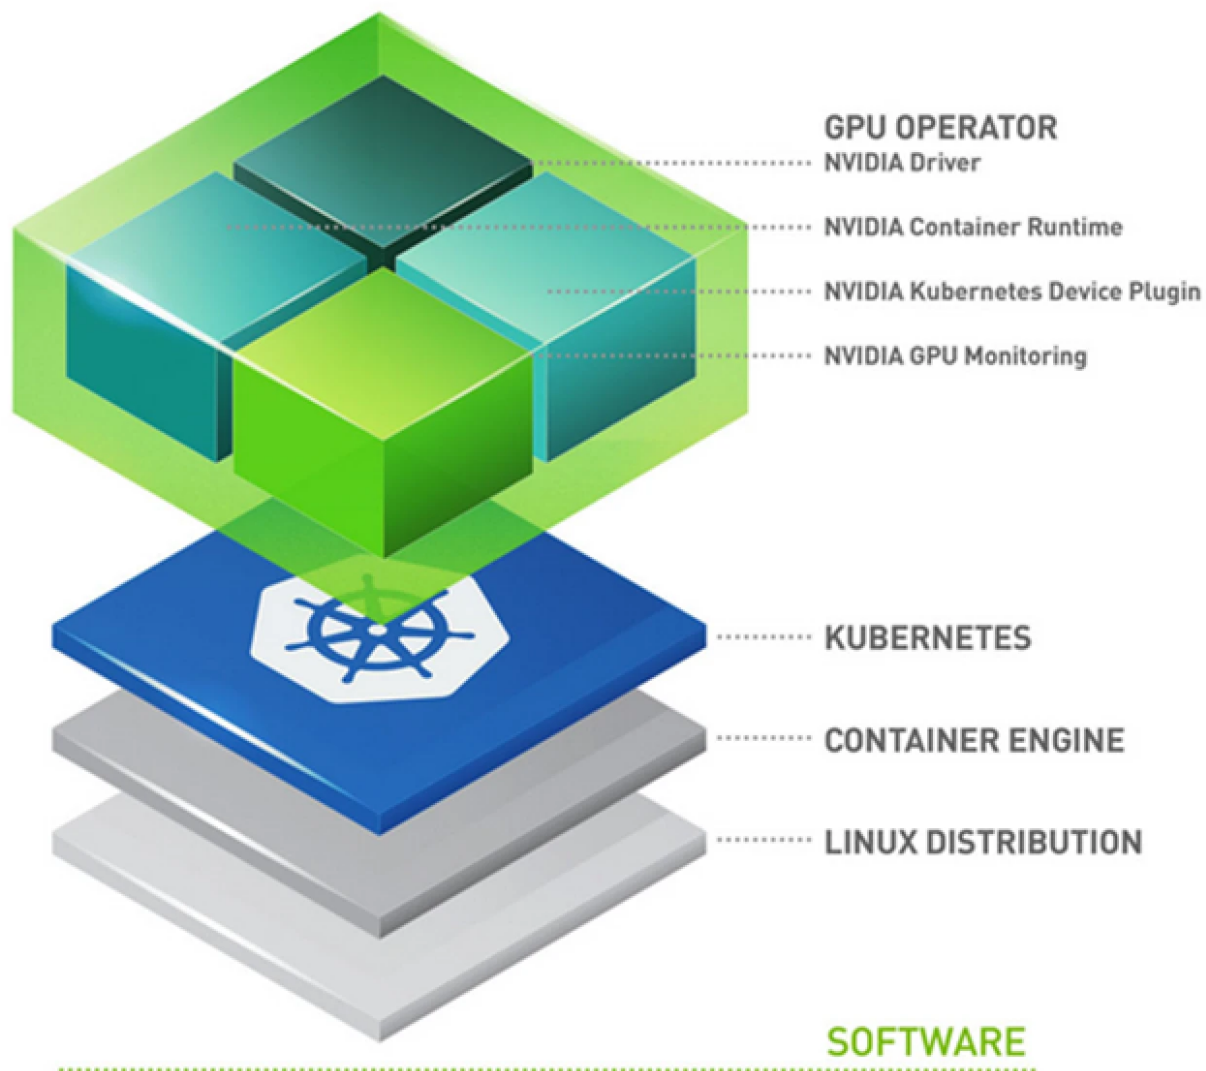 GPU OPERATOR
NVIDIA Driver
NVIDIA Container Runtime
NVIDIA Kubernetes Device Plugin
NVIDIA GPU Monitoring
KUBERNETES
CONTAINER ENGINE
LINUX DISTRIBUTION
SOFTWARE